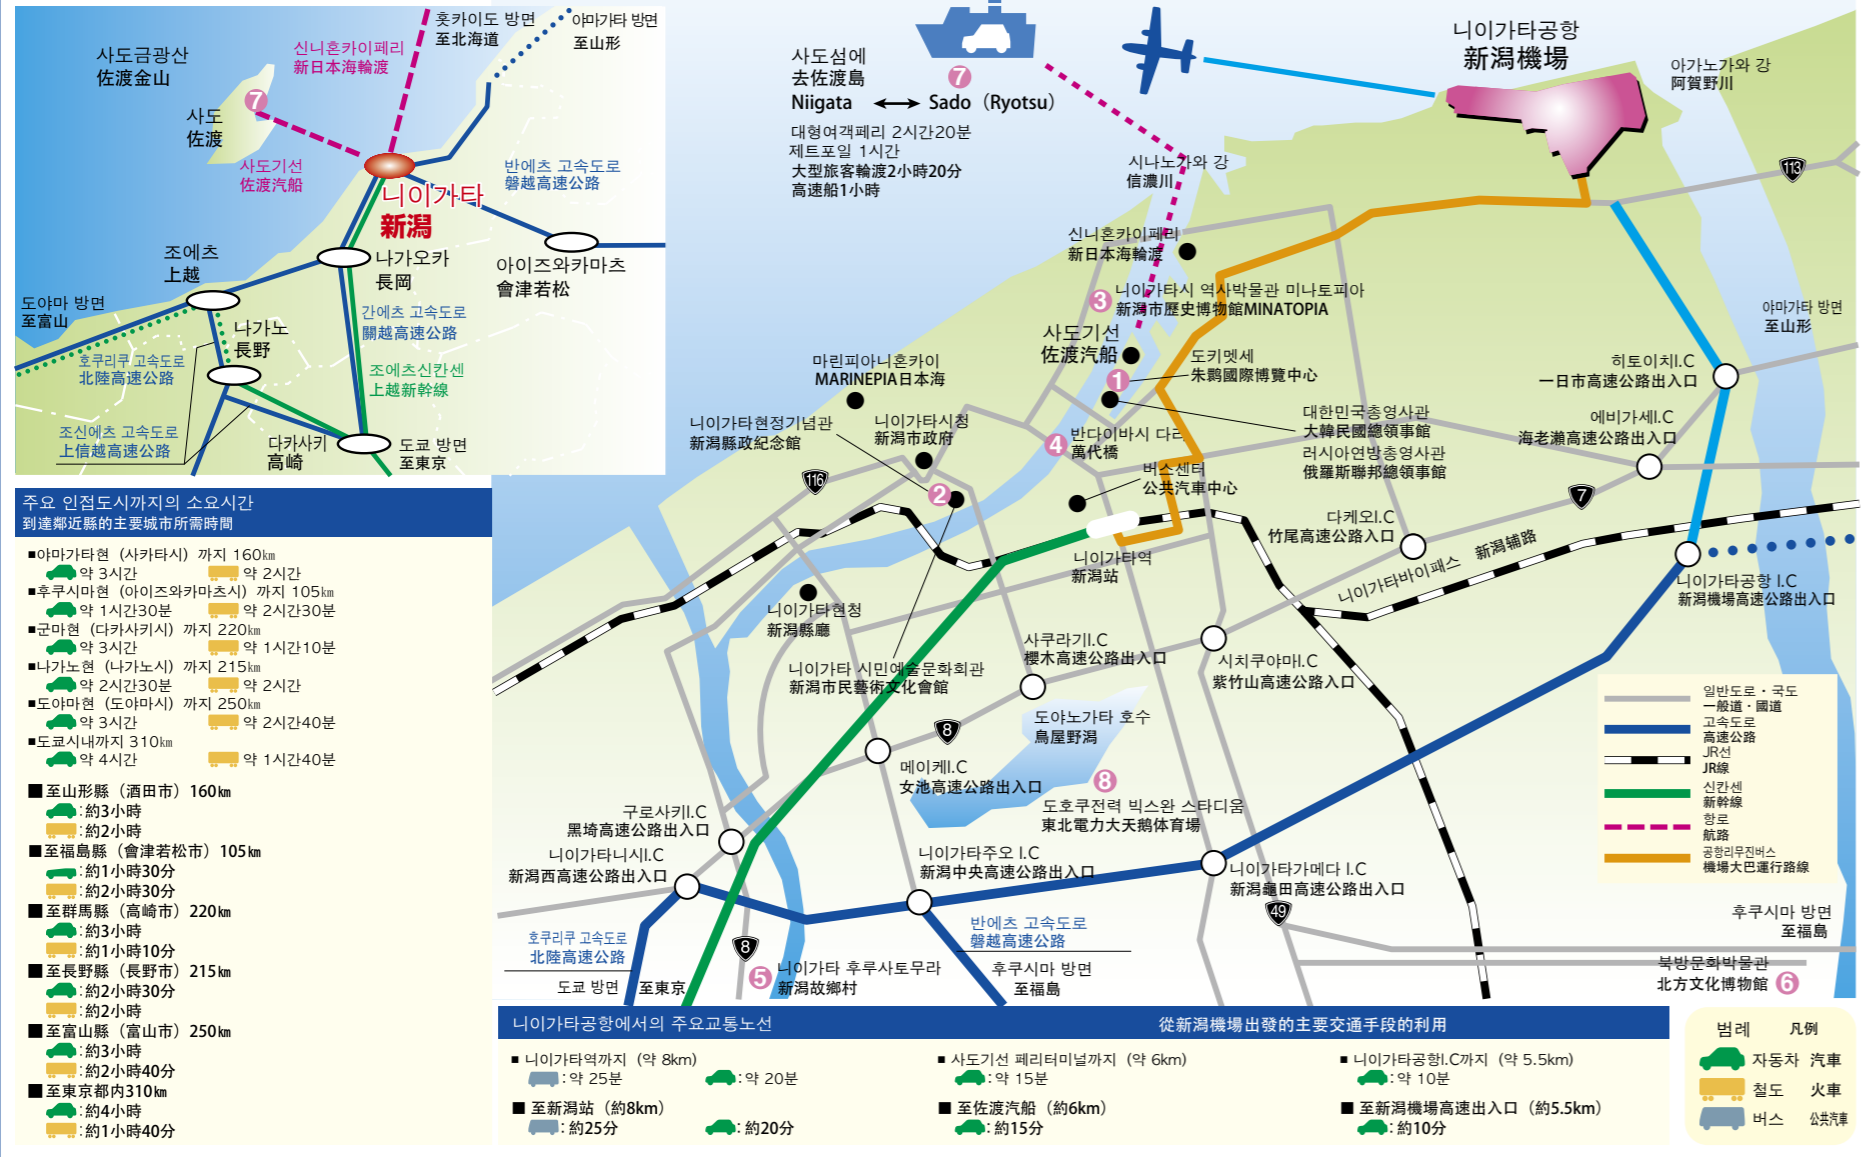 홋카이도 방면
至北海道
야마가타 방면
至山形
사도금광산
佐渡金山
신니혼카이페리
新日本海輪渡
7
사도
佐渡
사도기선
佐渡汽船
반에츠 고속도로
磐越高速公路
니이가타
新潟
조에츠
上越
나가오카
長岡
아이즈와카마츠
會津若松
도야마 방면
至富山
간에츠 고속도로
關越高速公路
나가노
長野
호쿠리쿠 고속도로
北陸高速公路
조에츠신칸센
上越新幹線
조신에츠 고속도로
上信越高速公路
다카사키
高崎
도쿄 방면
至東京
주요 인접도시까지의 소요시간
到達鄰近縣的主要城市所需時間
■야마가타현 (사카타시) 까지 160㎞
약 3시간 약 2시간
■후쿠시마현 (아이즈와카마츠시) 까지 105㎞
약 1시간30분 약 2시간30분
■군마현 (다카사키시) 까지 220㎞
약 3시간 약 1시간10분
■나가노현 (나가노시) 까지 215㎞
약 2시간30분 약 2시간
■도야마현 (도야마시) 까지 250㎞
약 3시간 약 2시간40분
■도쿄시내까지 310㎞
약 4시간 약 1시간40분
■至山形縣（酒田市）160㎞
:約3小時
:約2小時
■至福島縣（會津若松市）105㎞
:約1小時30分
:約2小時30分
■至群馬縣（高崎市）220㎞
:約3小時
:約1小時10分
■至長野縣（長野市）215㎞
:約2小時30分
:約2小時
■至富山縣（富山市）250㎞
:約3小時
:約2小時40分
■至東京都内310㎞
:約4小時
:約1小時40分
사도섬에
去佐渡島
7
Niigata ↔ Sado（Ryotsu）
대형여객페리 2시간20분
제트포일 1시간
大型旅客輪渡2小時20分
高速船1小時
니이가타공항
新潟機場
아가노가와 강
阿賀野川
113
시나노가와 강
信濃川
신니혼카이페리
新日本海輪渡
3
니이가타시 역사박물관 미나토피아
新潟市歷史博物館MINATOPIA
야마가타 방면
至山形
사도기선
佐渡汽船
도키멧세
朱鹮國際博覽中心
1
마린피아니혼카이
MARINEPIA日本海
히토이치I.C
一日市高速公路出入口
대한민국총영사관
大韓民國總領事館
러시아연방총영사관
俄羅斯聯邦總領事館
에비가세I.C
海老瀨高速公路出入口
니이가타현정기념관
新潟縣政紀念館
니이가타시청
新潟市政府
4
반다이바시 다리
萬代橋
버스센터
公共汽車中心
116
2
7
다케오I.C
竹尾高速公路入口
니이가타역
新潟站
니이가타바이패스 新潟辅路
니이가타공항 I.C
新潟機場高速公路出入口
니이가타현청
新潟縣廳
사쿠라기I.C
櫻木高速公路出入口
시치쿠야마I.C
紫竹山高速公路入口
니이가타 시민예술문화회관
新潟市民藝術文化會館
도야노가타 호수
鳥屋野潟
8
메이케I.C
女池高速公路出入口
8
도호쿠전력 빅스완 스타디움
東北電力大天鹅体育場
구로사키I.C
黑埼高速公路出入口
니이가타니시I.C
新潟西高速公路出入口
니이가타주오 I.C
新潟中央高速公路出入口
니이가타가메다 I.C
新潟龜田高速公路出入口
49
일반도로・국도
一般道・國道
고속도로
高速公路
JR선
JR線
신칸센
新幹線
항로
航路
공항리무진버스
機場大巴運行路線
후쿠시마 방면
至福島
호쿠리쿠 고속도로
北陸高速公路
도쿄 방면 至東京
8
5
니이가타 후루사토무라
新潟故鄉村
반에츠 고속도로
磐越高速公路
후쿠시마 방면
至福島
북방문화박물관
北方文化博物館
6
니이가타공항에서의 주요교통노선 從新潟機場出發的主要交通手段的利用
■ 니이가타역까지 (약 8km)
:약 25분 :약 20분
■ 至新潟站（約8km）
:約25分 :約20分
■ 사도기선 페리터미널까지 (약 6km)
:약 15분
■ 至佐渡汽船（約6km）
:約15分
■ 니이가타공항I.C까지 (약 5.5km)
:약 10분
■ 至新潟機場高速出入口（約5.5km）
:約10分
범례 凡例
자동차 汽車
철도 火車
버스 公共汽車